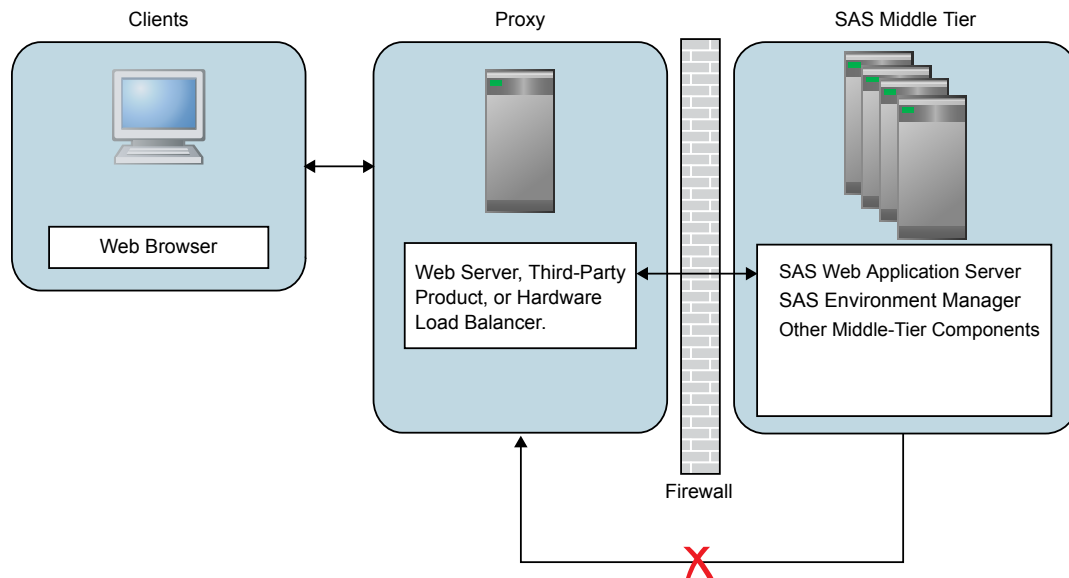 Clients
Proxy
SAS Middle Tier
Web Browser
Web Server, Third-Party
Product, or Hardware
Load Balancer.
SAS Web Application Server
SAS Environment Manager
Other Middle-Tier Components
Firewall
X